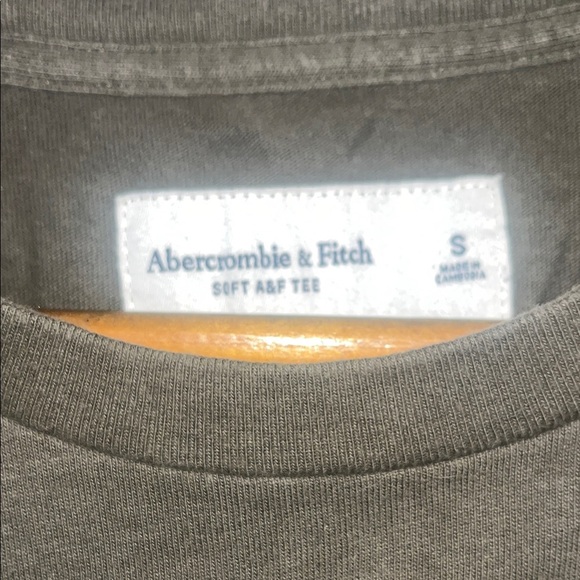 Abercrombie & Fitch
SOFT A&F TEE
S
MADE IN
CAMBODIA